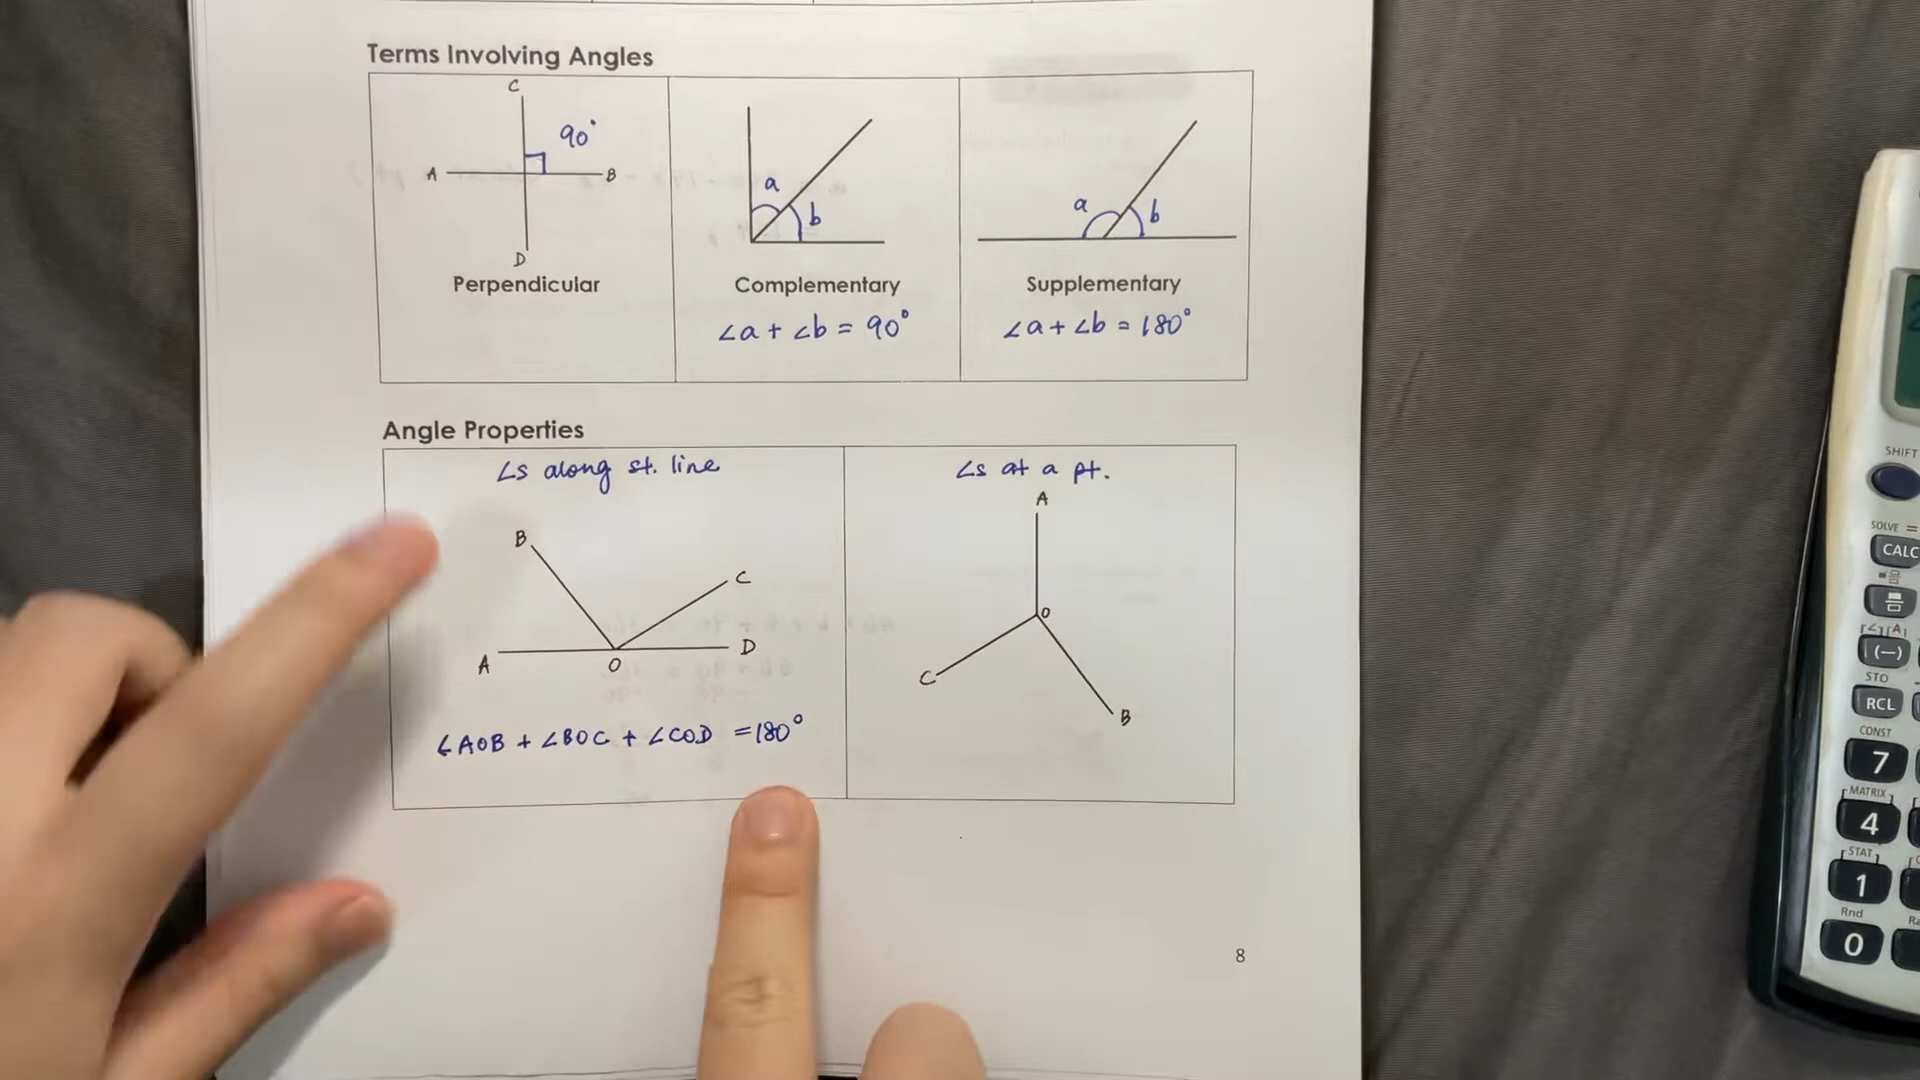 Terms Involving Angles
C
90°
A
B
D
Perpendicular
a
b
Complementary
∠a + ∠b = 90°
a
b
Supplementary
∠a + ∠b = 180°
Angle Properties
∠s along st. line
B
C
A
O
D
∠AOB + ∠BOC + ∠COD = 180°
∠s at a pt.
A
O
C
B
8
SHIFT
SOLVE =
CALC
(—)
STO
RCL
CONST
7
MATRIX
4
STAT
1
Rnd
0